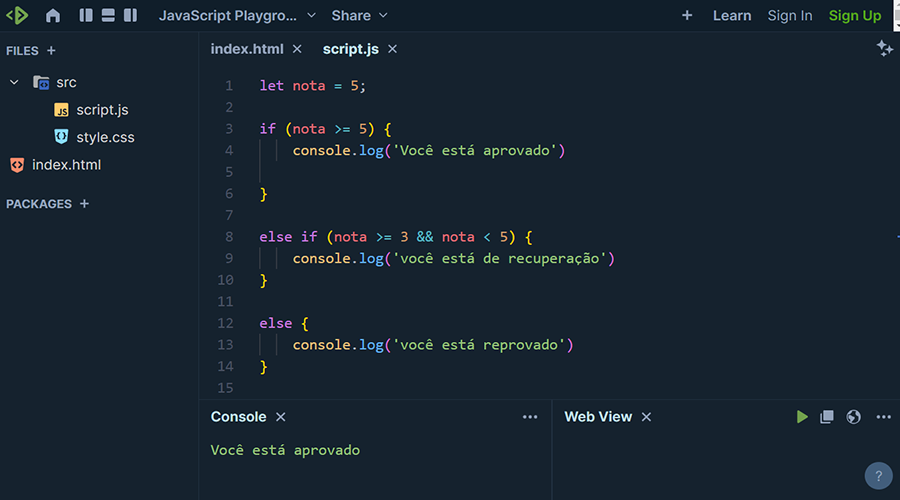 JavaScript Playgro... Share + Learn Sign In Sign Up
FILES +
src
script.js
style.css
index.html
PACKAGES +
index.html × script.js ×
1 let nota = 5;
2
3 if (nota >= 5) {
4 console.log('Você está aprovado')
5
6 }
7
8 else if (nota >= 3 && nota < 5) {
9 console.log('você está de recuperação')
10 }
11
12 else {
13 console.log('você está reprovado')
14 }
15
Console × ...
Você está aprovado
Web View × ...
?